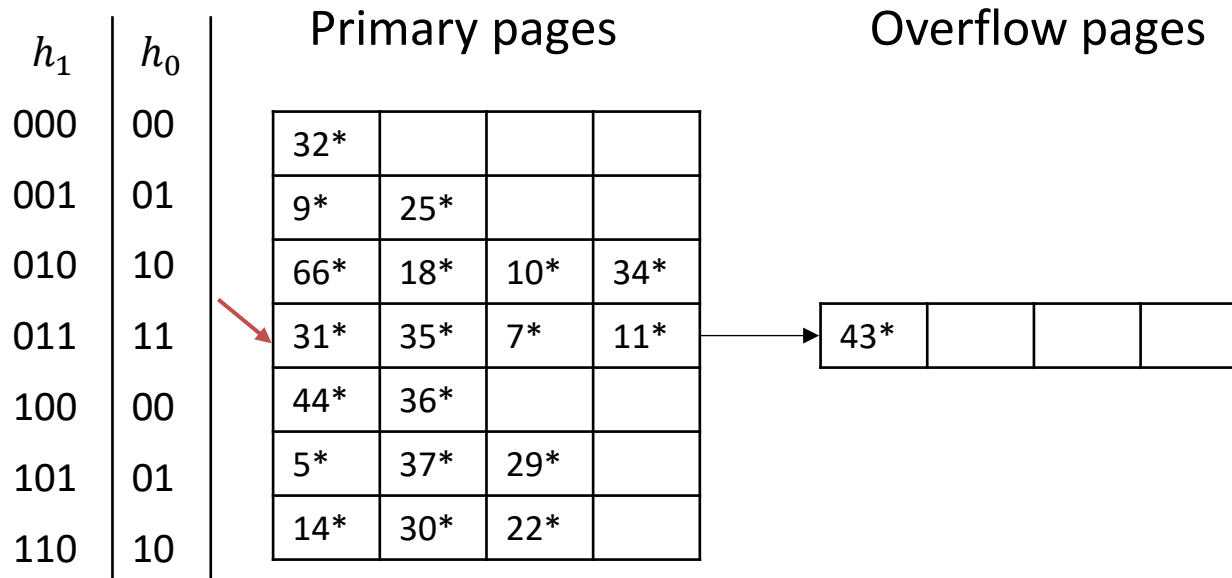 Primary pages Overflow pages
h₁ h₀
000 00 32*
001 01 9* 25*
010 10 66* 18* 10* 34*
011 11 31* 35* 7* 11* 43*
100 00 44* 36*
101 01 5* 37* 29*
110 10 14* 30* 22*